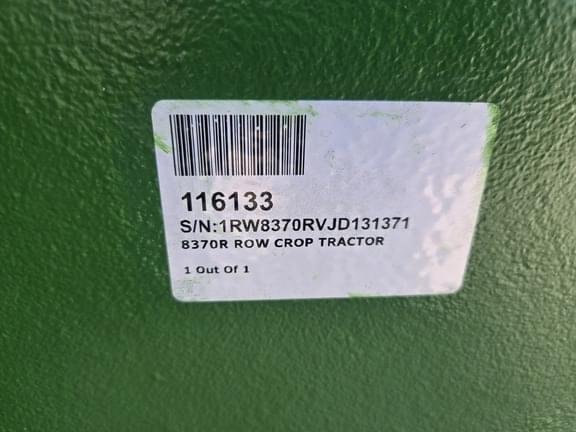 116133
S/N:1RW8370RVJD131371
8370R ROW CROP TRACTOR
1 Out Of 1